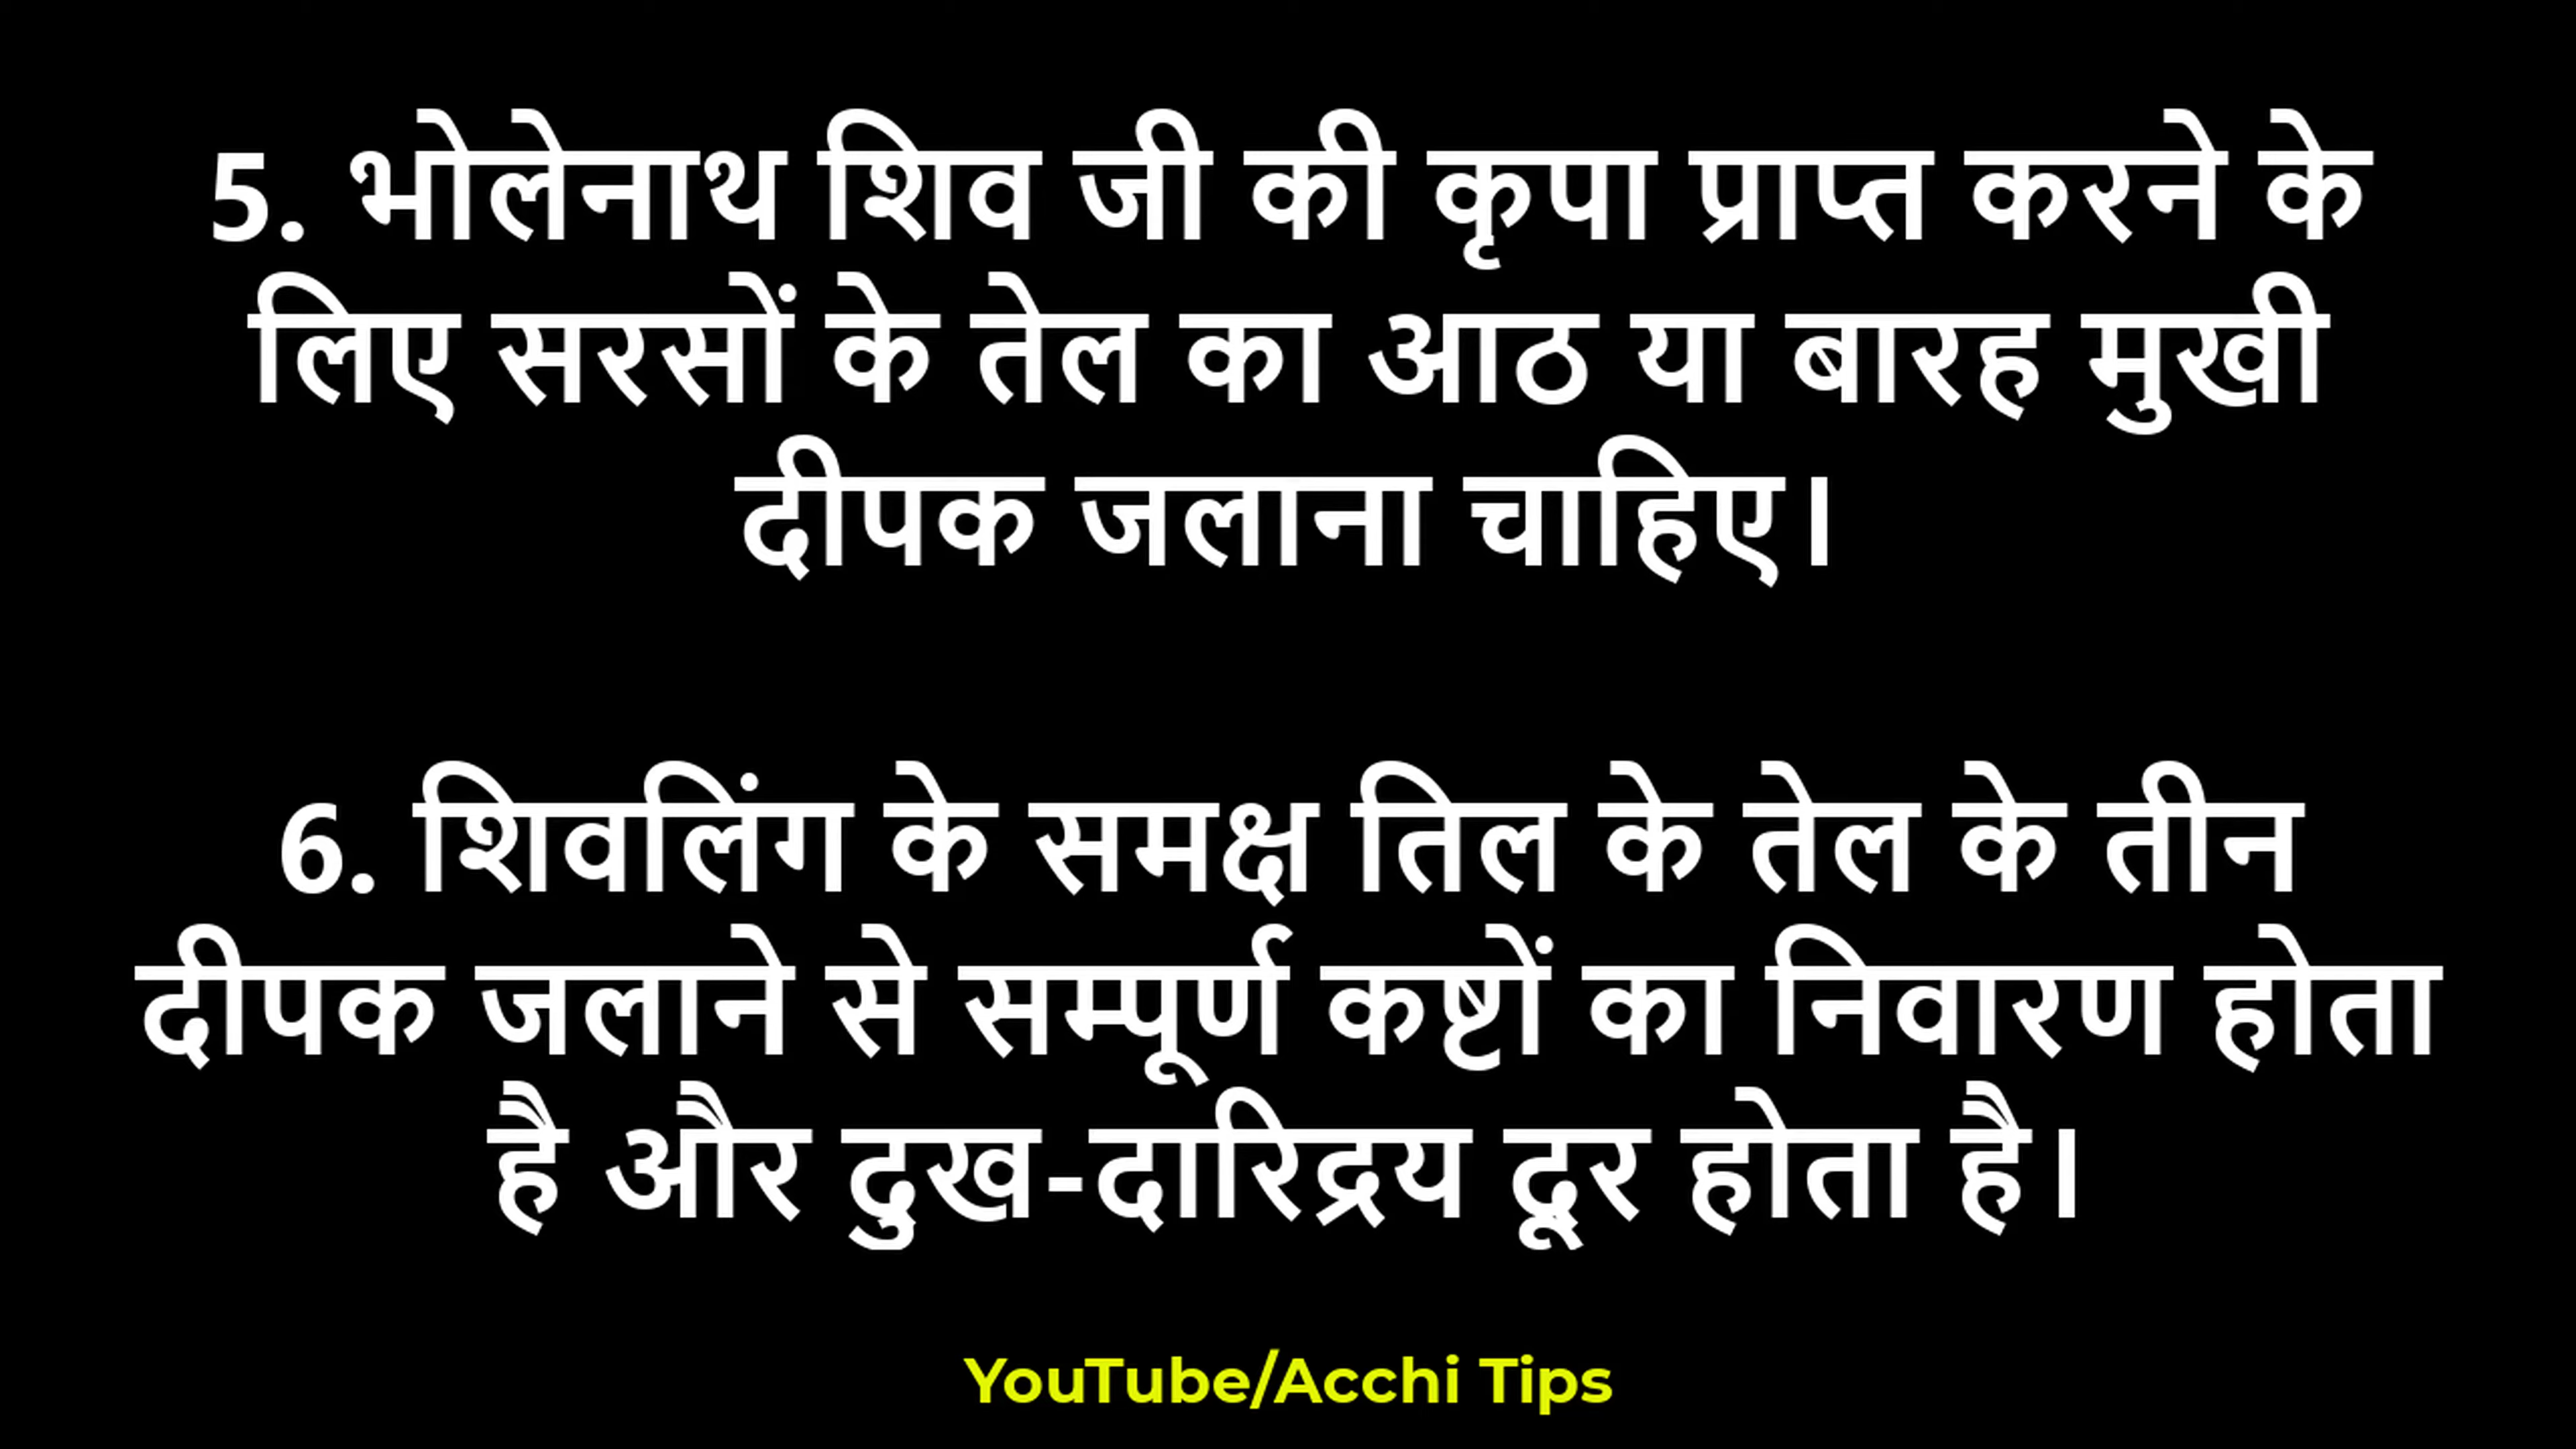 5. भोलेनाथ शिव जी की कृपा प्राप्त करने के
लिए सरसों के तेल का आठ या बारह मुखी
दीपक जलाना चाहिए।
6. शिवलिंग के समक्ष तिल के तेल के तीन
दीपक जलाने से सम्पूर्ण कष्टों का निवारण होता
है और दुख-दारिद्रय दूर होता है।
YouTube/Acchi Tips